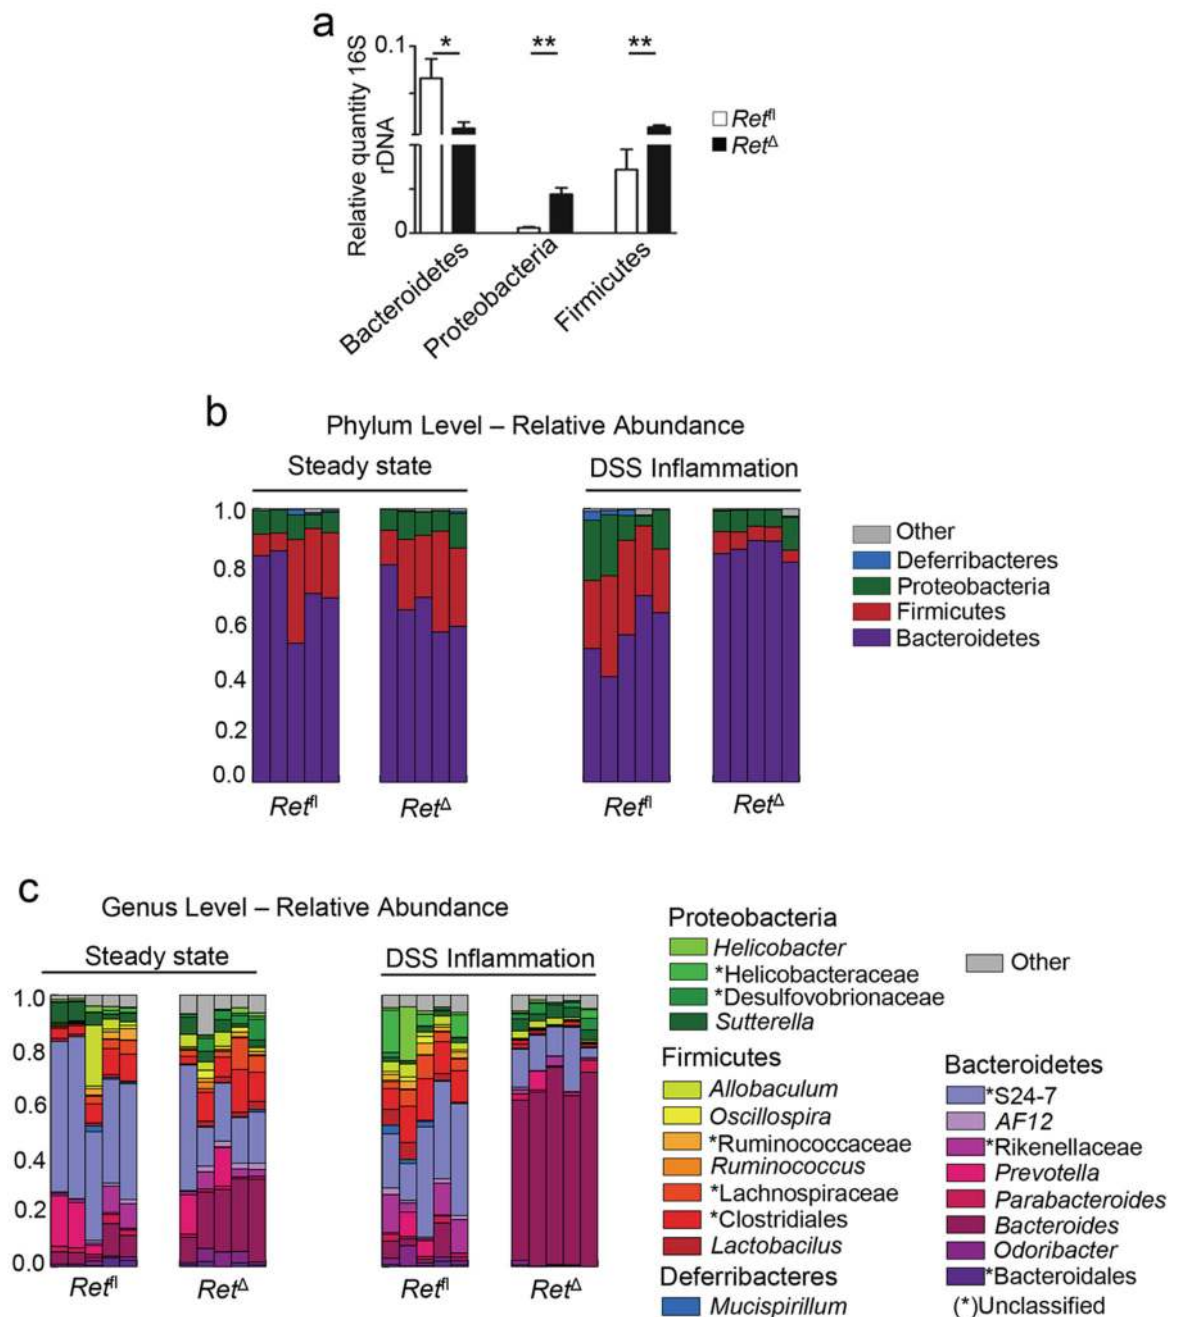 a
Relative quantity 16S
rDNA
0.1
0
* ** **
Ret^fl
Ret^Δ
Bacteroidetes
Proteobacteria
Firmicutes
b
Phylum Level – Relative Abundance
Steady state DSS Inflammation
1.0
0.8
0.6
0.4
0.2
0.0
Ret^fl Ret^Δ Ret^fl Ret^Δ
Other
Deferribacteres
Proteobacteria
Firmicutes
Bacteroidetes
c
Genus Level – Relative Abundance
Steady state DSS Inflammation
1.0
0.8
0.6
0.4
0.2
0.0
Ret^fl Ret^Δ Ret^fl Ret^Δ
Proteobacteria
Helicobacter
*Helicobacteraceae
*Desulfovobrionaceae
Sutterella
Other
Firmicutes
Allobaculum
Oscillospira
*Ruminococcaceae
Ruminococcus
*Lachnospiraceae
*Clostridiales
Lactobacilus
Deferribacteres
Mucispirillum
Bacteroidetes
*S24-7
AF12
*Rikenellaceae
Prevotella
Parabacteroides
Bacteroides
Odoribacter
*Bacteroidales
(*)Unclassified